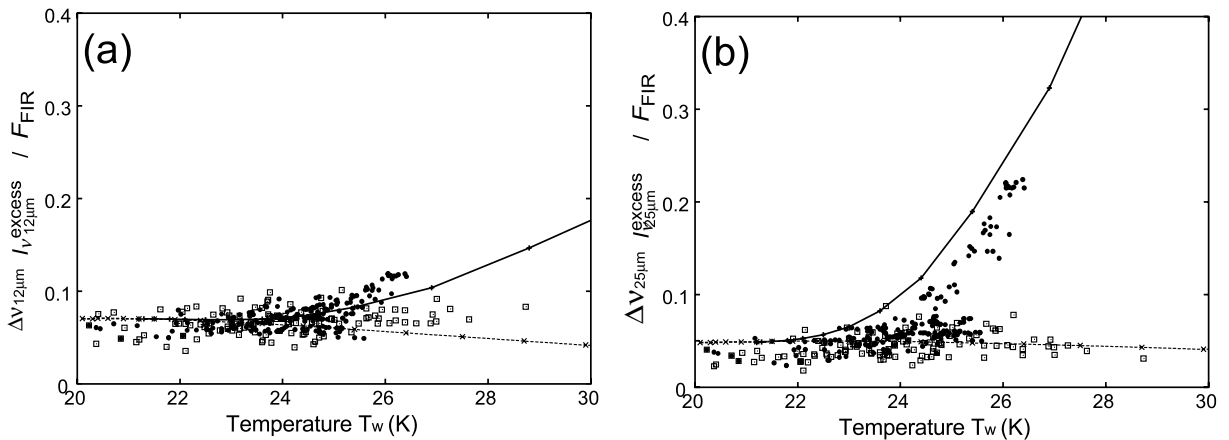 (a)
Δν12μm Iν12μm excess / FFIR
0.4
0.3
0.2
0.1
0
20 22 24 26 28 30
Temperature Tw (K)
(b)
Δν25μm Iν25μm excess / FFIR
0.4
0.3
0.2
0.1
0
20 22 24 26 28 30
Temperature Tw (K)